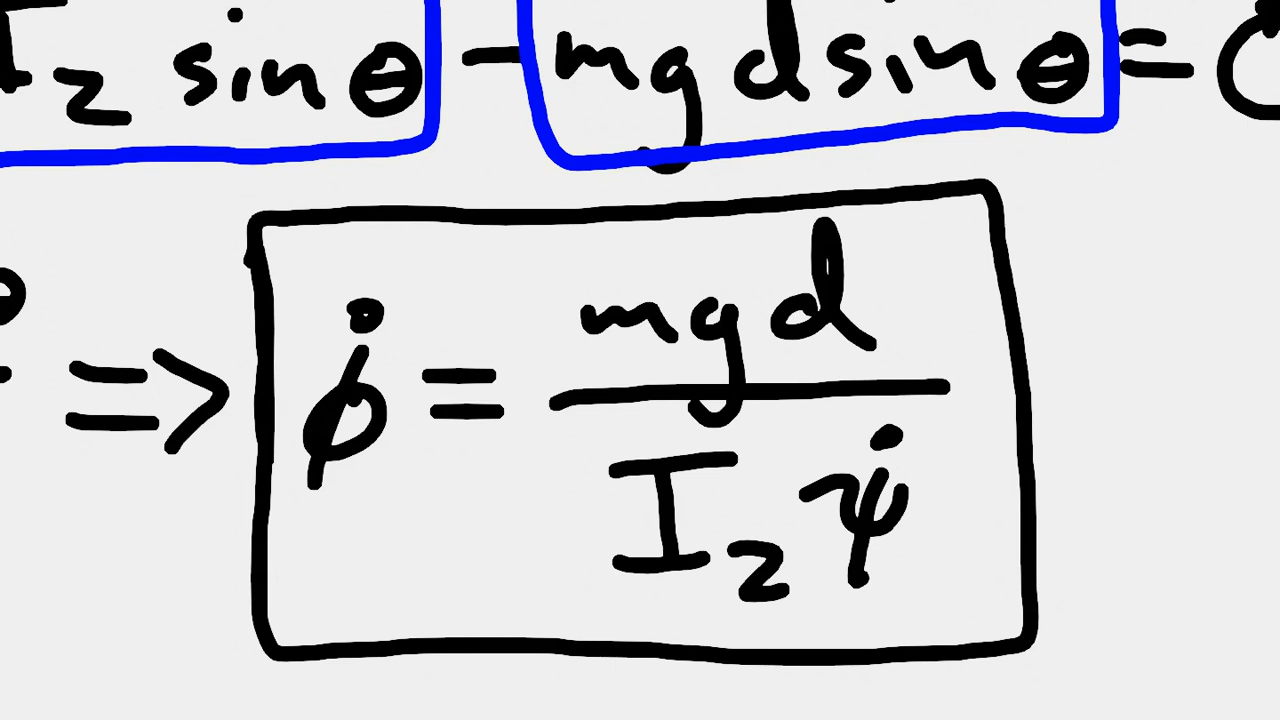 I₂ sinθ - mgd sinθ =
=> φ̇ = mgd / I₂ψ̇